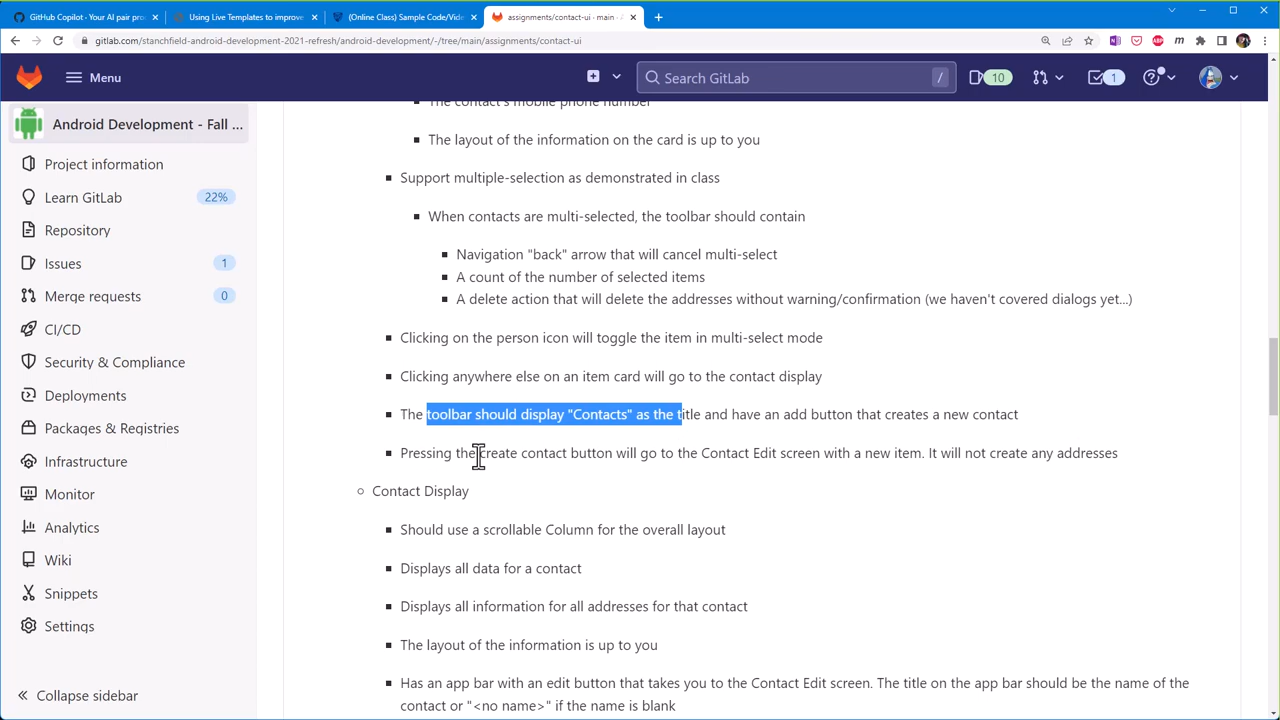 GitHub Copilot · Your AI pair pro
Using Live Templates to improve
(Online Class) Sample Code/Vide
assignments/contact-ui · main · A
gitlab.com/stanchfield-android-development-2021-refresh/android-development/-/tree/main/assignments/contact-ui
Menu
Search GitLab
/
10
1
Android Development - Fall ...
Project information
Learn GitLab
22%
Repository
Issues
1
Merge requests
0
CI/CD
Security & Compliance
Deployments
Packages & Registries
Infrastructure
Monitor
Analytics
Wiki
Snippets
Settings
Collapse sidebar
The contact's mobile phone number
The layout of the information on the card is up to you
Support multiple-selection as demonstrated in class
When contacts are multi-selected, the toolbar should contain
Navigation "back" arrow that will cancel multi-select
A count of the number of selected items
A delete action that will delete the addresses without warning/confirmation (we haven't covered dialogs yet...)
Clicking on the person icon will toggle the item in multi-select mode
Clicking anywhere else on an item card will go to the contact display
The toolbar should display "Contacts" as the title and have an add button that creates a new contact
Pressing the create contact button will go to the Contact Edit screen with a new item. It will not create any addresses
Contact Display
Should use a scrollable Column for the overall layout
Displays all data for a contact
Displays all information for all addresses for that contact
The layout of the information is up to you
Has an app bar with an edit button that takes you to the Contact Edit screen. The title on the app bar should be the name of the
contact or "<no name>" if the name is blank